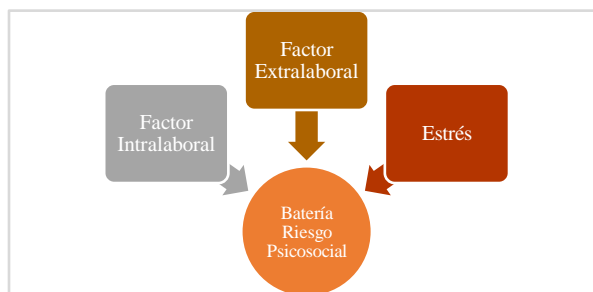 Factor
Extralaboral
Factor
Intralaboral
Estrés
Batería
Riesgo
Psicosocial